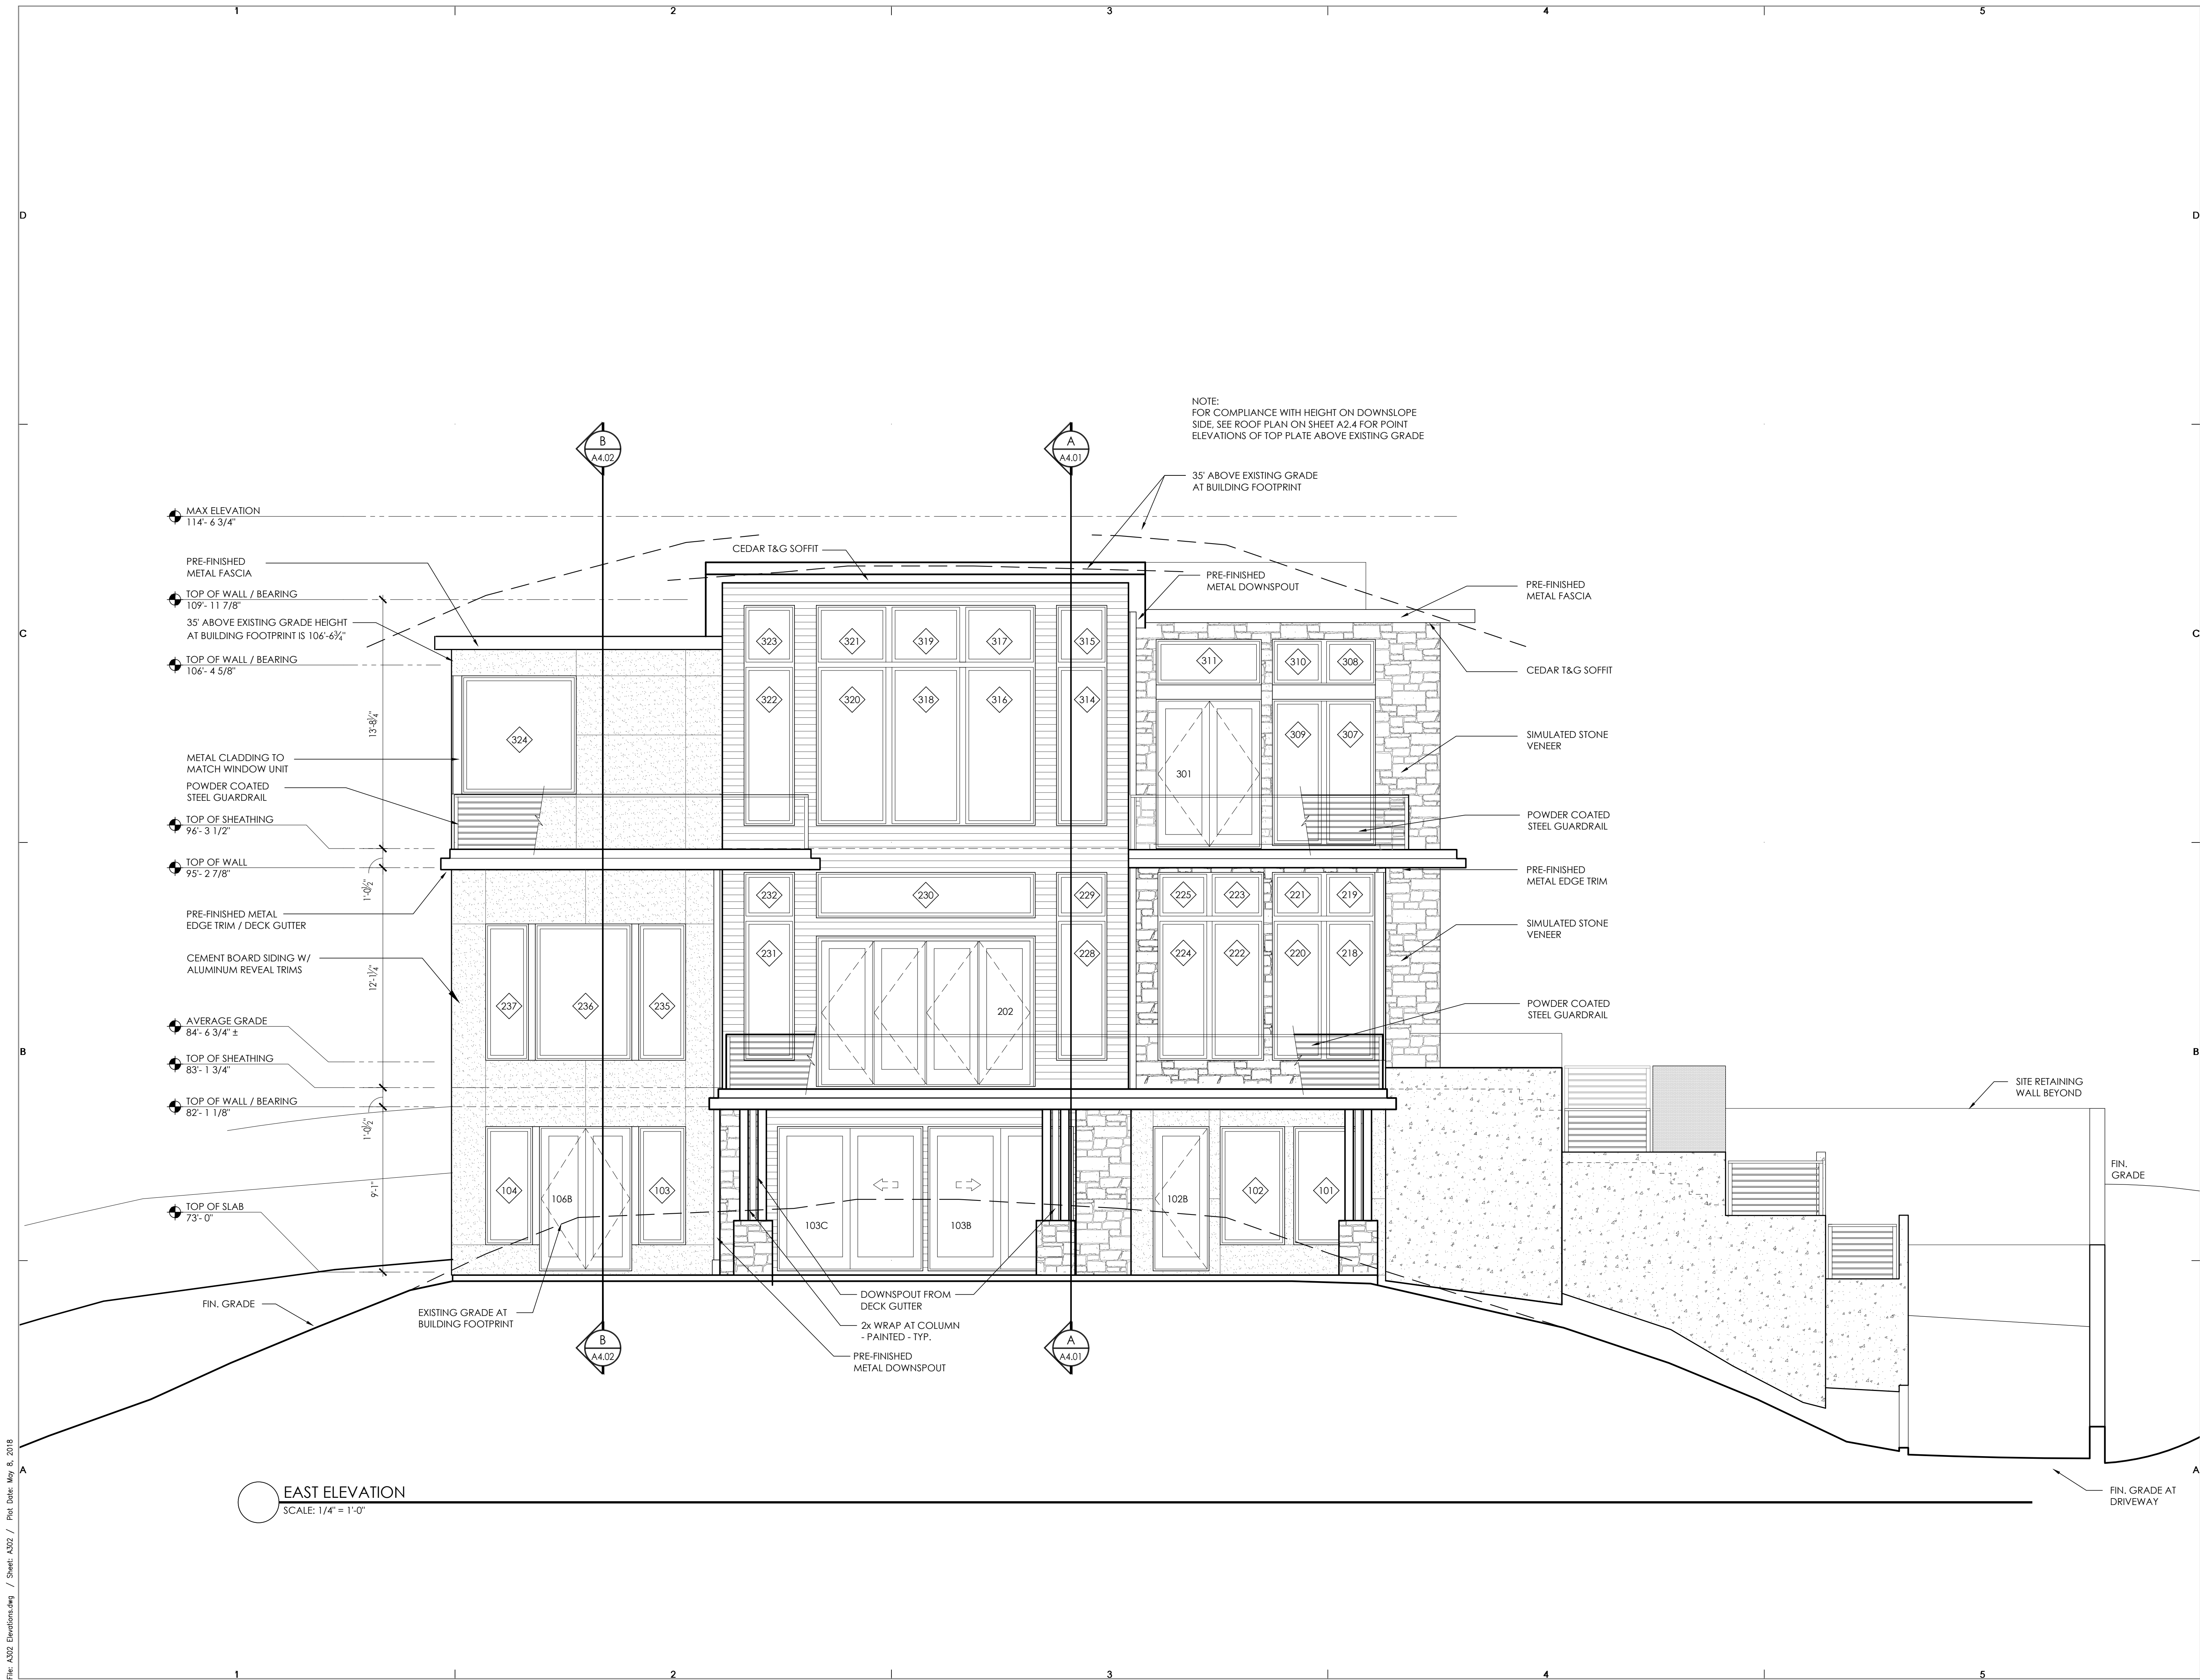 1 2 3 4 5
D D
C C
B B
A A
NOTE:
FOR COMPLIANCE WITH HEIGHT ON DOWNSLOPE
SIDE, SEE ROOF PLAN ON SHEET A2.4 FOR POINT
ELEVATIONS OF TOP PLATE ABOVE EXISTING GRADE
B
A4.02
A
A4.01
35' ABOVE EXISTING GRADE
AT BUILDING FOOTPRINT
MAX ELEVATION
114'- 6 3/4"
CEDAR T&G SOFFIT
PRE-FINISHED
METAL FASCIA
PRE-FINISHED
METAL DOWNSPOUT
PRE-FINISHED
METAL FASCIA
TOP OF WALL / BEARING
109'- 11 7/8"
35' ABOVE EXISTING GRADE HEIGHT
AT BUILDING FOOTPRINT IS 106'-6¾"
TOP OF WALL / BEARING
106'- 4 5/8"
323 321 319 317 315
311 310 308
CEDAR T&G SOFFIT
322 320 318 316 314
13'-8¼"
324
309 307
SIMULATED STONE
VENEER
METAL CLADDING TO
MATCH WINDOW UNIT
301
POWDER COATED
STEEL GUARDRAIL
TOP OF SHEATHING
96'- 3 1/2"
POWDER COATED
STEEL GUARDRAIL
TOP OF WALL
95'- 2 7/8"
1'-0½"
PRE-FINISHED
METAL EDGE TRIM
232 230 229 225 223 221 219
PRE-FINISHED METAL
EDGE TRIM / DECK GUTTER
SIMULATED STONE
VENEER
231 228 224 222 220 218
CEMENT BOARD SIDING W/
ALUMINUM REVEAL TRIMS
12'-1¼"
237 236 235 202
POWDER COATED
STEEL GUARDRAIL
AVERAGE GRADE
84'- 6 3/4" ±
TOP OF SHEATHING
83'- 1 3/4"
SITE RETAINING
WALL BEYOND
TOP OF WALL / BEARING
82'- 1 1/8"
1'-0½"
FIN.
GRADE
9'-1"
104 106B 103 103C 103B 102B 102 101
TOP OF SLAB
73'- 0"
FIN. GRADE
EXISTING GRADE AT
BUILDING FOOTPRINT
DOWNSPOUT FROM
DECK GUTTER
2x WRAP AT COLUMN
- PAINTED - TYP.
PRE-FINISHED
METAL DOWNSPOUT
B
A4.02
A
A4.01
EAST ELEVATION
SCALE: 1/4" = 1'-0"
FIN. GRADE AT
DRIVEWAY
File: A302 Elevations.dwg / Sheet: A302 / Plot Date: May 8, 2018
1 2 3 4 5